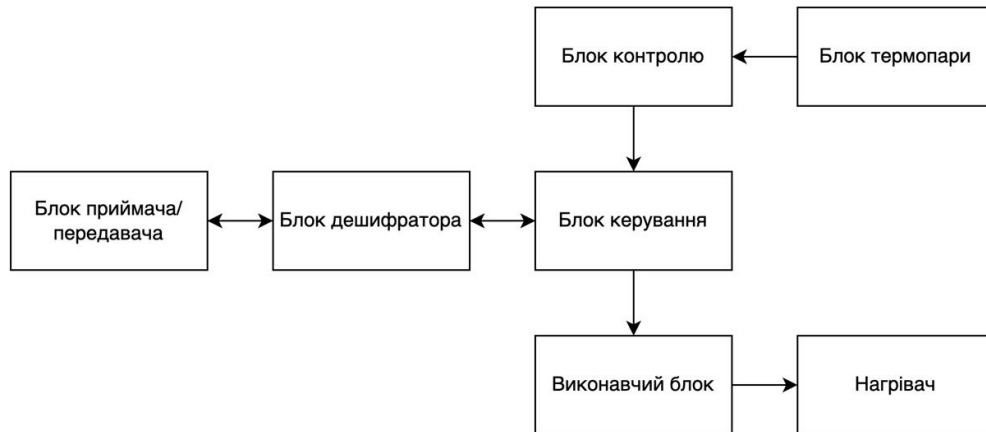 Блок контролю
Блок термопари
Блок приймача/
передавача
Блок дешифратора
Блок керування
Виконавчий блок
Нагрівач